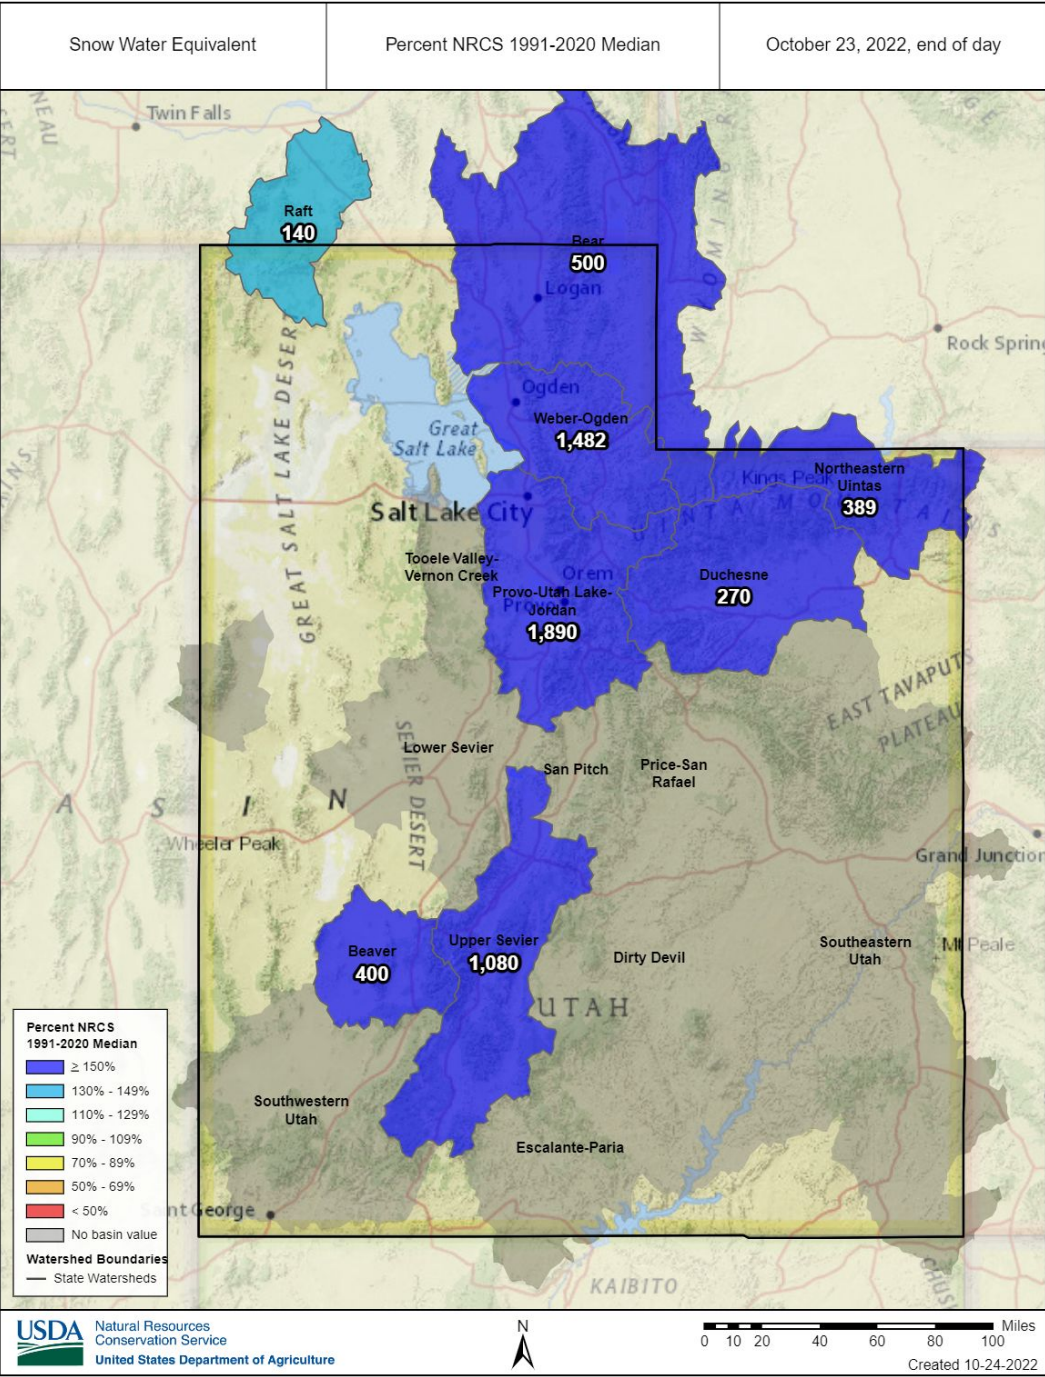 Snow Water Equivalent
Percent NRCS 1991-2020 Median
October 23, 2022, end of day
Twin Falls
NEAU
SERT
Raft
140
Bear
500
Logan
WYOMING
Rock Spring
Ogden
Weber-Ogden
1,482
Great
Salt Lake
GREAT SALT LAKE DESERT
Kings Peak
Northeastern
Uintas
389
UINTA MOUNTAINS
Salt Lake City
Tooele Valley-
Vernon Creek
Orem
Provo
Provo-Utah Lake-
Jordan
1,890
Duchesne
270
EAST TAVAPUTS
PLATEAU
Lower Sevier
SEVIER DESERT
San Pitch
Price-San
Rafael
A S I N
Wheeler Peak
Grand Junction
Beaver
400
Upper Sevier
1,080
Dirty Devil
Southeastern
Utah
Mt Peale
UTAH
Southwestern
Utah
Escalante-Paria
Saint George
KAIBITO
CHUSK
Percent NRCS
1991-2020 Median
≥ 150%
130% - 149%
110% - 129%
90% - 109%
70% - 89%
50% - 69%
< 50%
No basin value
Watershed Boundaries
State Watersheds
USDA
Natural Resources
Conservation Service
United States Department of Agriculture
N
0 10 20 40 60 80 100 Miles
Created 10-24-2022